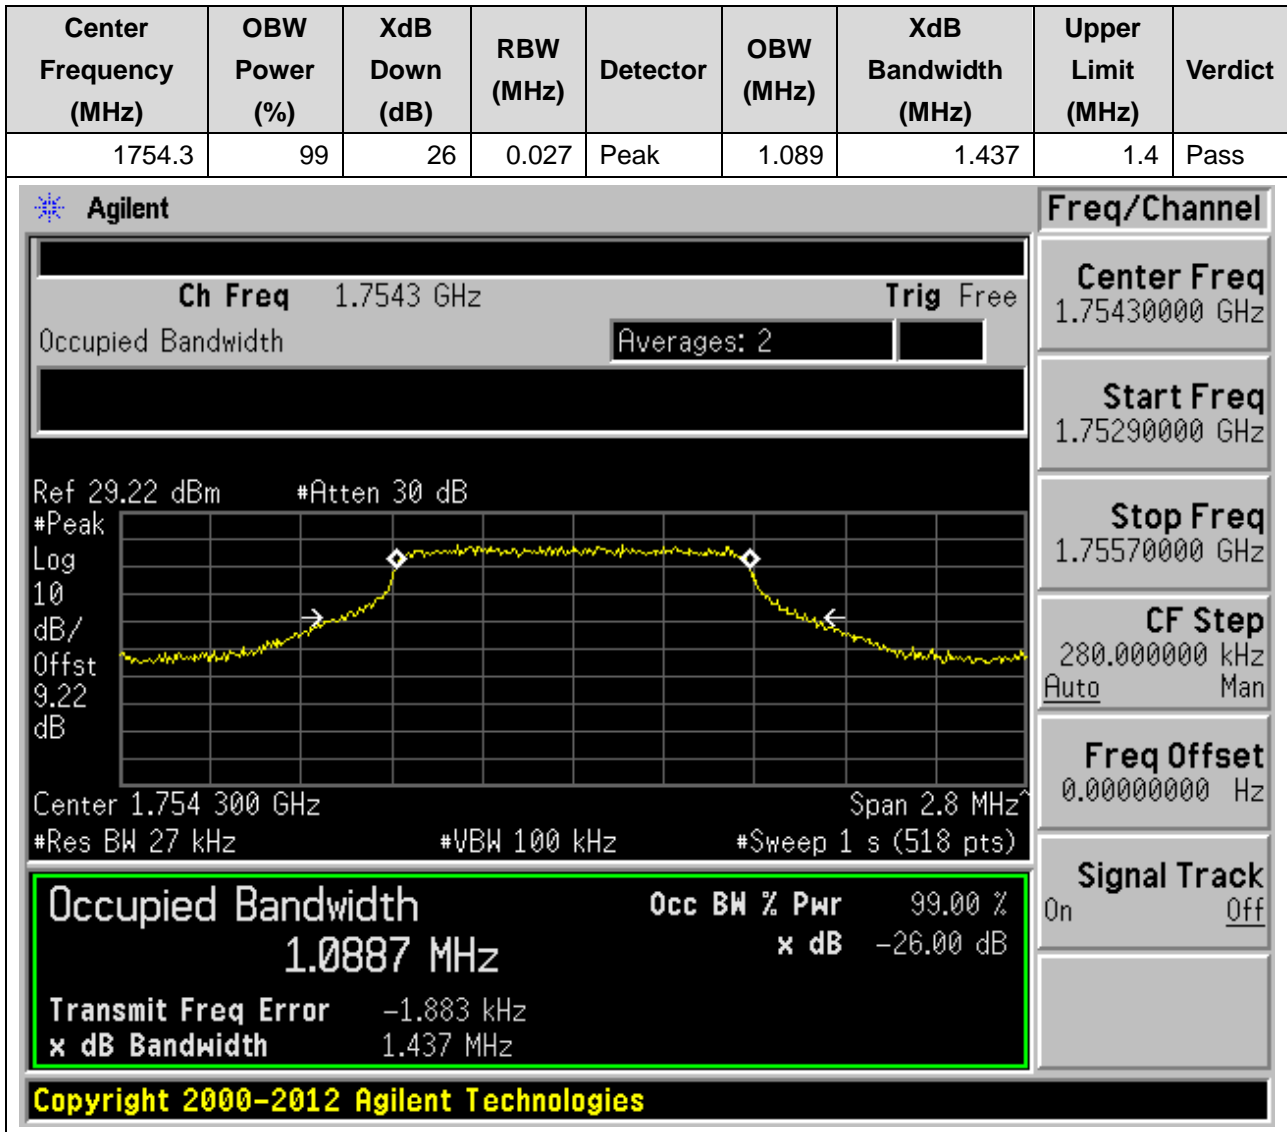 Center Frequency (MHz) OBW Power (%) XdB Down (dB) RBW (MHz) Detector OBW (MHz) XdB Bandwidth (MHz) Upper Limit (MHz) Verdict
1754.3 99 26 0.027 Peak 1.089 1.437 1.4 Pass
Agilent
Freq/Channel
Ch Freq 1.7543 GHz Trig Free
Occupied Bandwidth Averages: 2
Center Freq
1.75430000 GHz
Start Freq
1.75290000 GHz
Stop Freq
1.75570000 GHz
CF Step
280.000000 kHz
Auto Man
Freq Offset
0.00000000 Hz
Signal Track
On Off
Ref 29.22 dBm #Atten 30 dB
#Peak
Log
10
dB/
Offst
9.22
dB
Center 1.754 300 GHz Span 2.8 MHz^
#Res BW 27 kHz #VBW 100 kHz #Sweep 1 s (518 pts)
Occupied Bandwidth Occ BW % Pwr 99.00 %
1.0887 MHz x dB -26.00 dB
Transmit Freq Error -1.883 kHz
x dB Bandwidth 1.437 MHz
Copyright 2000-2012 Agilent Technologies